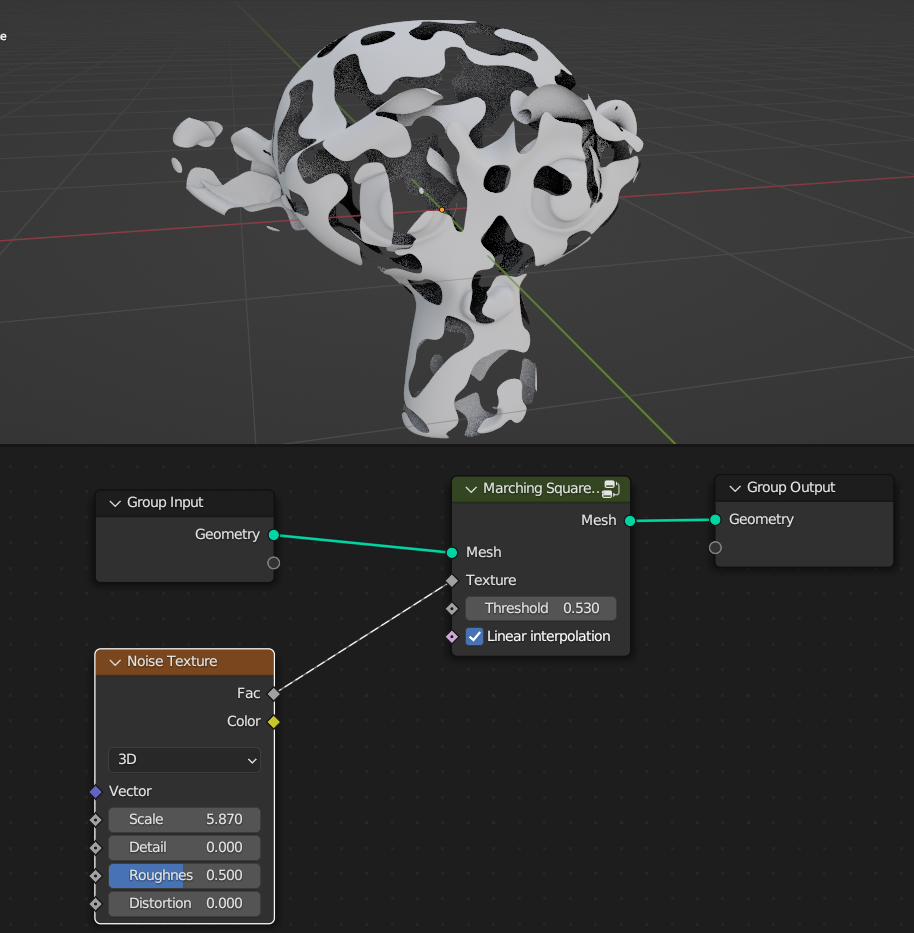 e
Group Input
Geometry
Marching Square..
Mesh
Mesh
Texture
Threshold 0.530
Linear interpolation
Group Output
Geometry
Noise Texture
Fac
Color
3D
Vector
Scale 5.870
Detail 0.000
Roughnes 0.500
Distortion 0.000